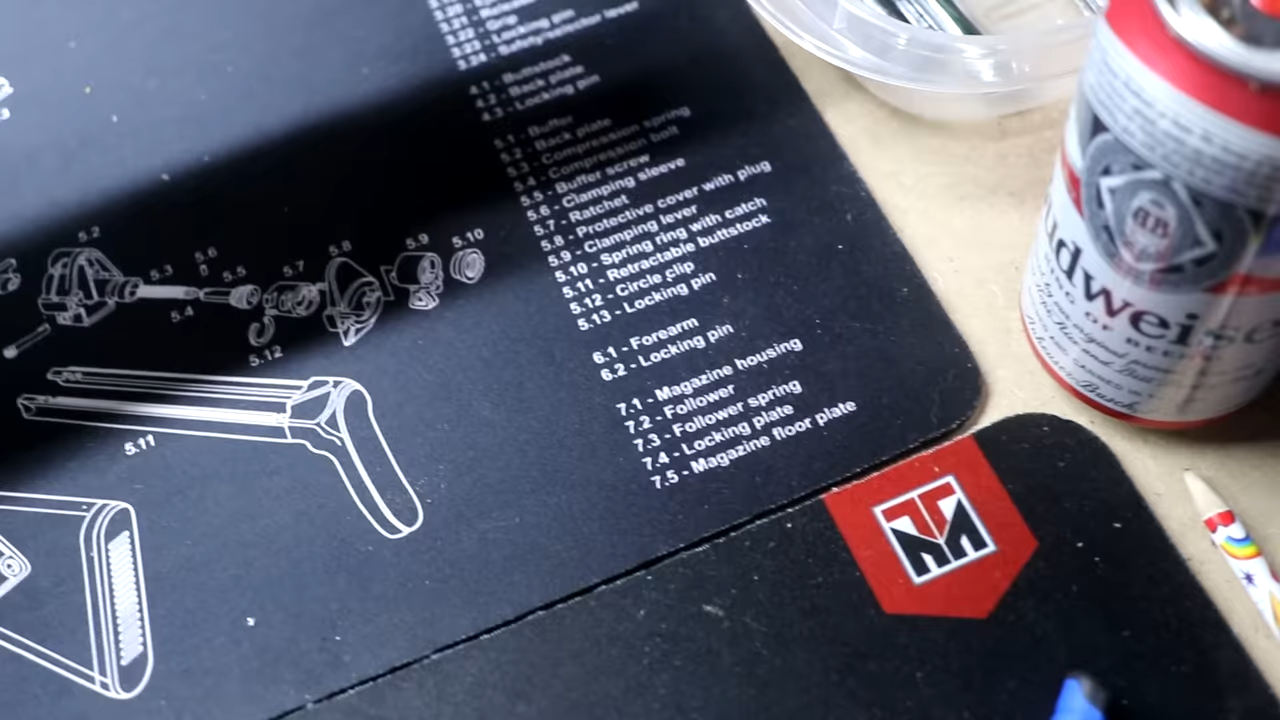 3.22 - Grip
3.23 - Locking pin
3.24 - Safety/selector lever
4.1 - Buttstock
4.2 - Back plate
4.3 - Locking pin
5.1 - Buffer
5.2 - Back plate
5.3 - Compression spring
5.4 - Compression bolt
5.5 - Buffer screw
5.6 - Clamping sleeve
5.7 - Ratchet
5.8 - Protective cover with plug
5.9 - Clamping lever
5.10 - Spring ring with catch
5.11 - Retractable buttstock
5.12 - Circle clip
5.13 - Locking pin
6.1 - Forearm
6.2 - Locking pin
7.1 - Magazine housing
7.2 - Follower
7.3 - Follower spring
7.4 - Locking plate
7.5 - Magazine floor plate
5.2
5.3
5.4
5.6
5.5
5.7
5.8
5.9
5.10
5.12
5.11
udweise
Anheuser-Busch